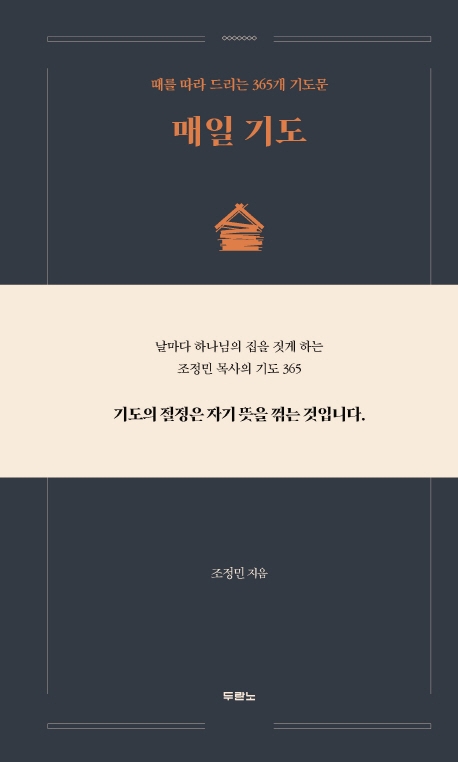 때를 따라 드리는 365개 기도문
매일 기도
날마다 하나님의 집을 짓게 하는
조정민 목사의 기도 365
기도의 절정은 자기 뜻을 꺾는 것입니다.
조정민 지음
두란노